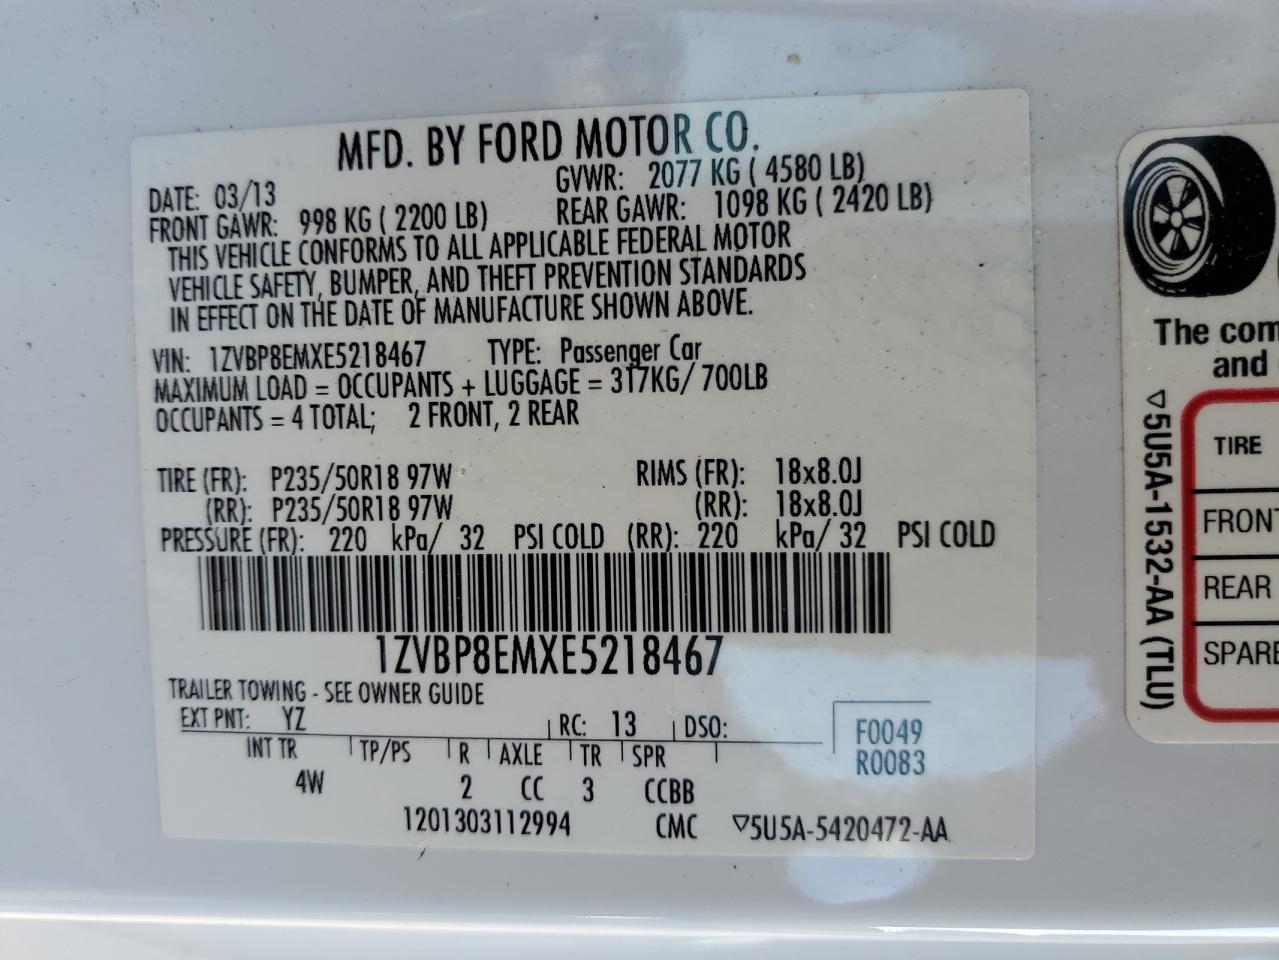 MFD. BY FORD MOTOR CO.
DATE: 03/13 GVWR: 2077 KG ( 4580 LB)
FRONT GAWR: 998 KG ( 2200 LB) REAR GAWR: 1098 KG ( 2420 LB)
THIS VEHICLE CONFORMS TO ALL APPLICABLE FEDERAL MOTOR
VEHICLE SAFETY, BUMPER, AND THEFT PREVENTION STANDARDS
IN EFFECT ON THE DATE OF MANUFACTURE SHOWN ABOVE.
VIN: 1ZVBP8EMXE5218467 TYPE: Passenger Car
MAXIMUM LOAD = OCCUPANTS + LUGGAGE = 317KG/ 700LB
OCCUPANTS = 4 TOTAL; 2 FRONT, 2 REAR
TIRE (FR): P235/50R18 97W RIMS (FR): 18x8.0J
(RR): P235/50R18 97W (RR): 18x8.0J
PRESSURE (FR): 220 kPa/ 32 PSI COLD (RR): 220 kPa/ 32 PSI COLD
1ZVBP8EMXE5218467
TRAILER TOWING - SEE OWNER GUIDE
EXT PNT: YZ RC: 13 DSO:
INT TR TP/PS R AXLE TR SPR
4W 2 CC 3 CCBB
F0049
R0083
1201303112994 CMC ▽5U5A-5420472-AA
The com
and
▽5U5A-1532-AA (TLU)
TIRE
FRONT
REAR
SPARE